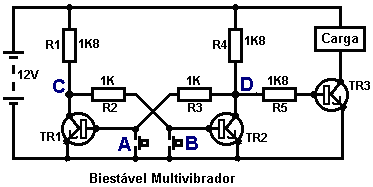 R1 1K8
R4 1K8
Carga
12V
C
1K
R2
1K
R3
D
1K8
R5
TR3
TR1
A
B
TR2
Biestável Multivibrador